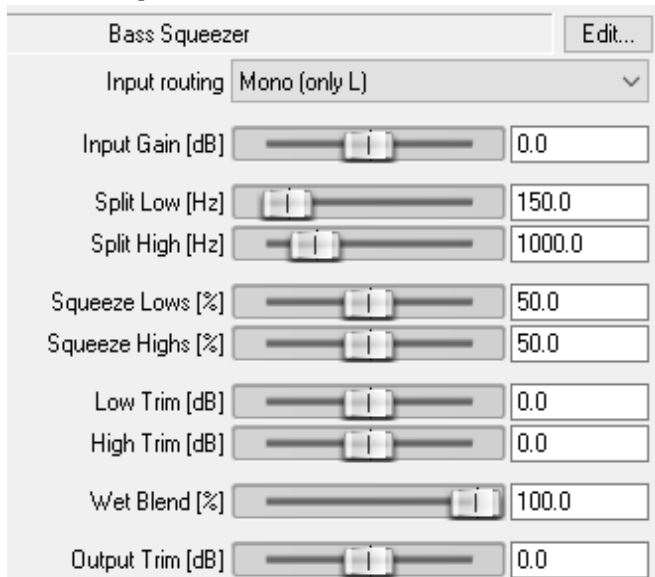 Bass Squeezer Edit...
Input routing Mono (only L)
Input Gain [dB] 0.0
Split Low [Hz] 150.0
Split High [Hz] 1000.0
Squeeze Lows [%] 50.0
Squeeze Highs [%] 50.0
Low Trim [dB] 0.0
High Trim [dB] 0.0
Wet Blend [%] 100.0
Output Trim [dB] 0.0